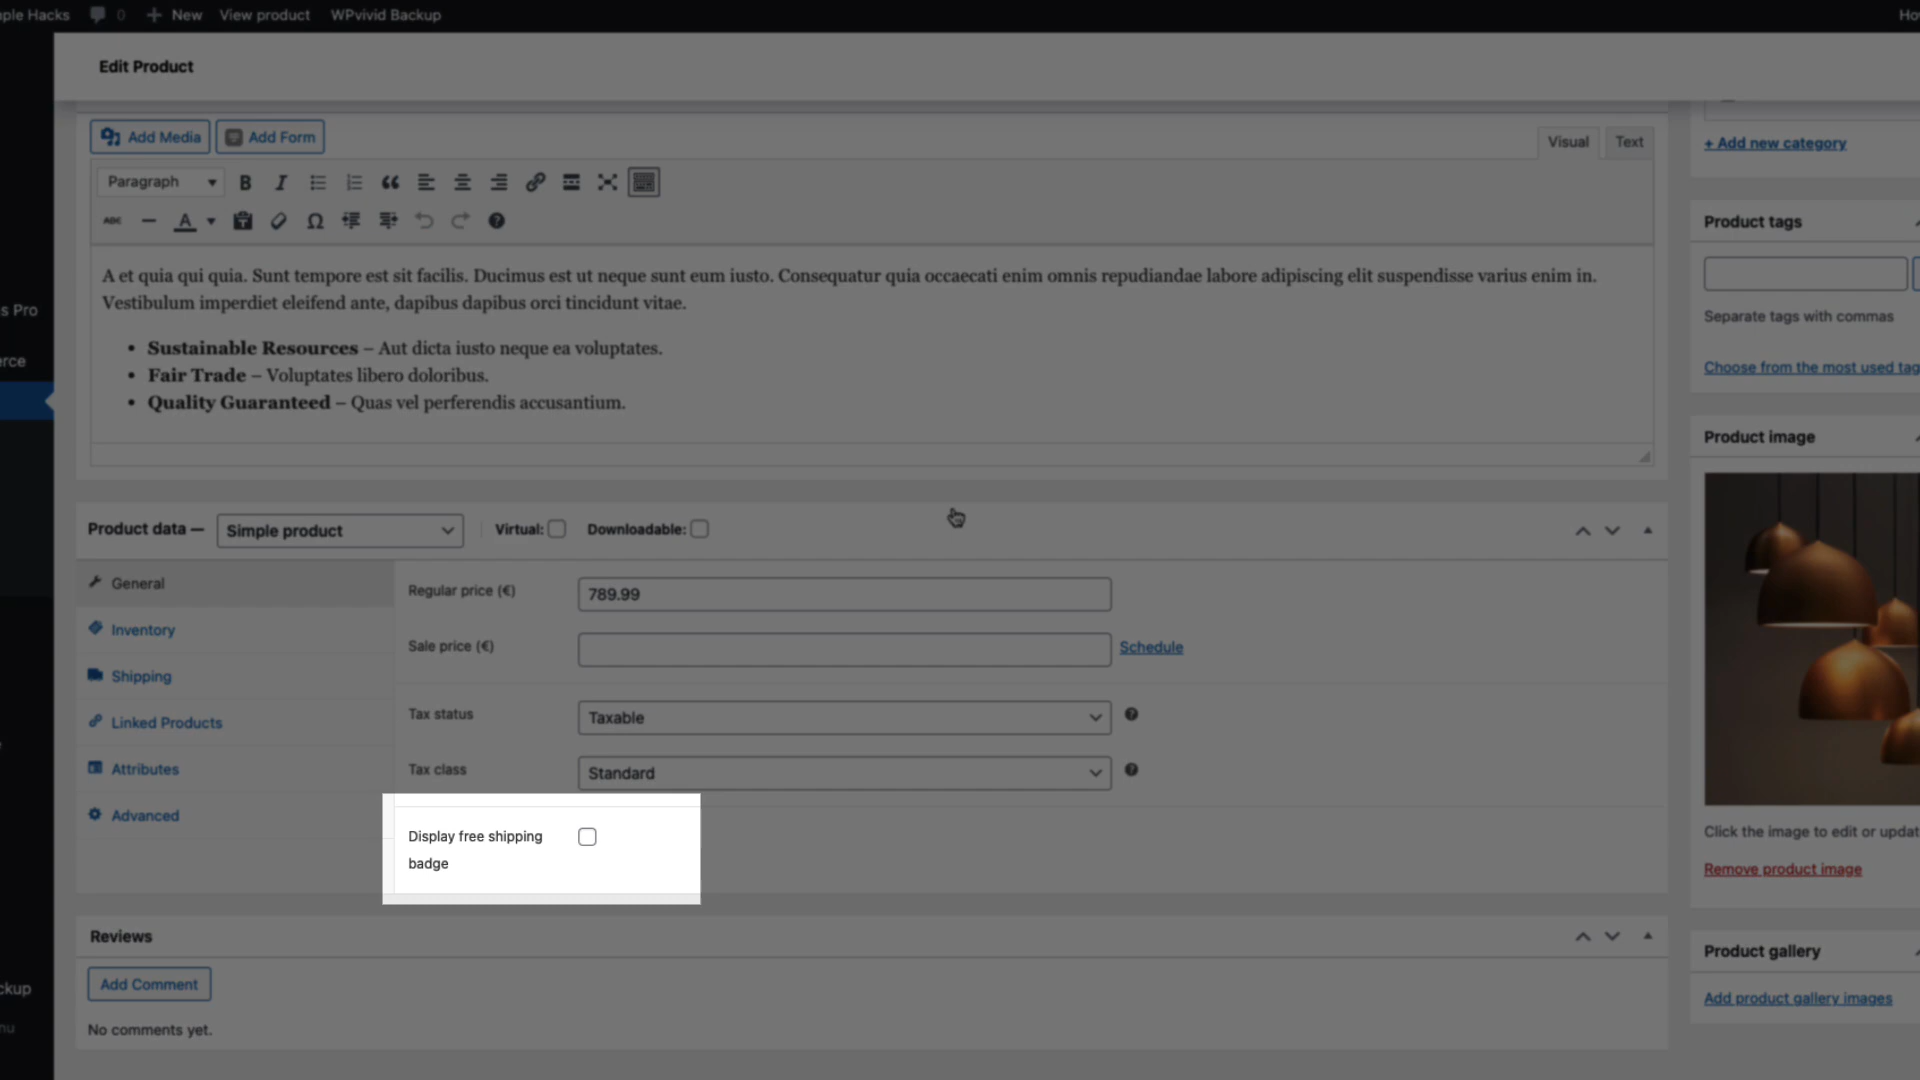 ple Hacks 0 New View product WPvivid Backup Ho
Edit Product
Add Media Add Form Visual Text
+ Add new category
Paragraph
ABC
A et quia qui quia. Sunt tempore est sit facilis. Ducimus est ut neque sunt eum iusto. Consequatur quia occaecati enim omnis repudiandae labore adipiscing elit suspendisse varius enim in.
Vestibulum imperdiet eleifend ante, dapibus dapibus orci tincidunt vitae.
Sustainable Resources – Aut dicta iusto neque ea voluptates.
Fair Trade – Voluptates libero doloribus.
Quality Guaranteed – Quas vel perferendis accusantium.
s Pro
rce
Product tags
Separate tags with commas
Choose from the most used tag
Product image
Product data — Simple product Virtual: Downloadable:
General
Inventory
Shipping
Linked Products
Attributes
Advanced
Regular price (€) 789.99
Sale price (€) Schedule
Tax status Taxable
Tax class Standard
Display free shipping
badge
Click the image to edit or updat
Remove product image
Reviews
Add Comment
No comments yet.
Product gallery
Add product gallery images
ckup
nu